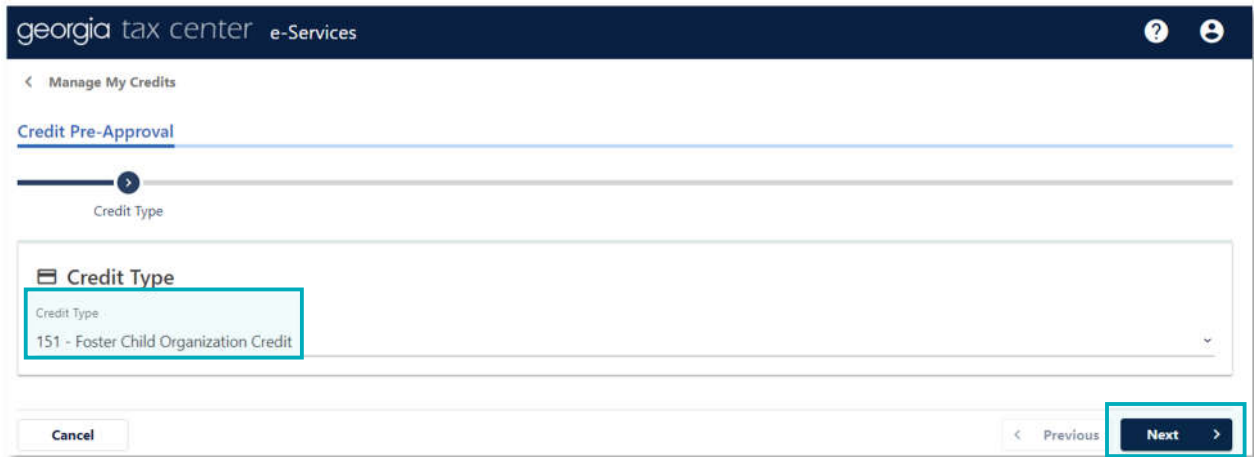 georgia tax center e-Services
Manage My Credits
Credit Pre-Approval
Credit Type
Credit Type
Credit Type
151 - Foster Child Organization Credit
Cancel
Previous
Next